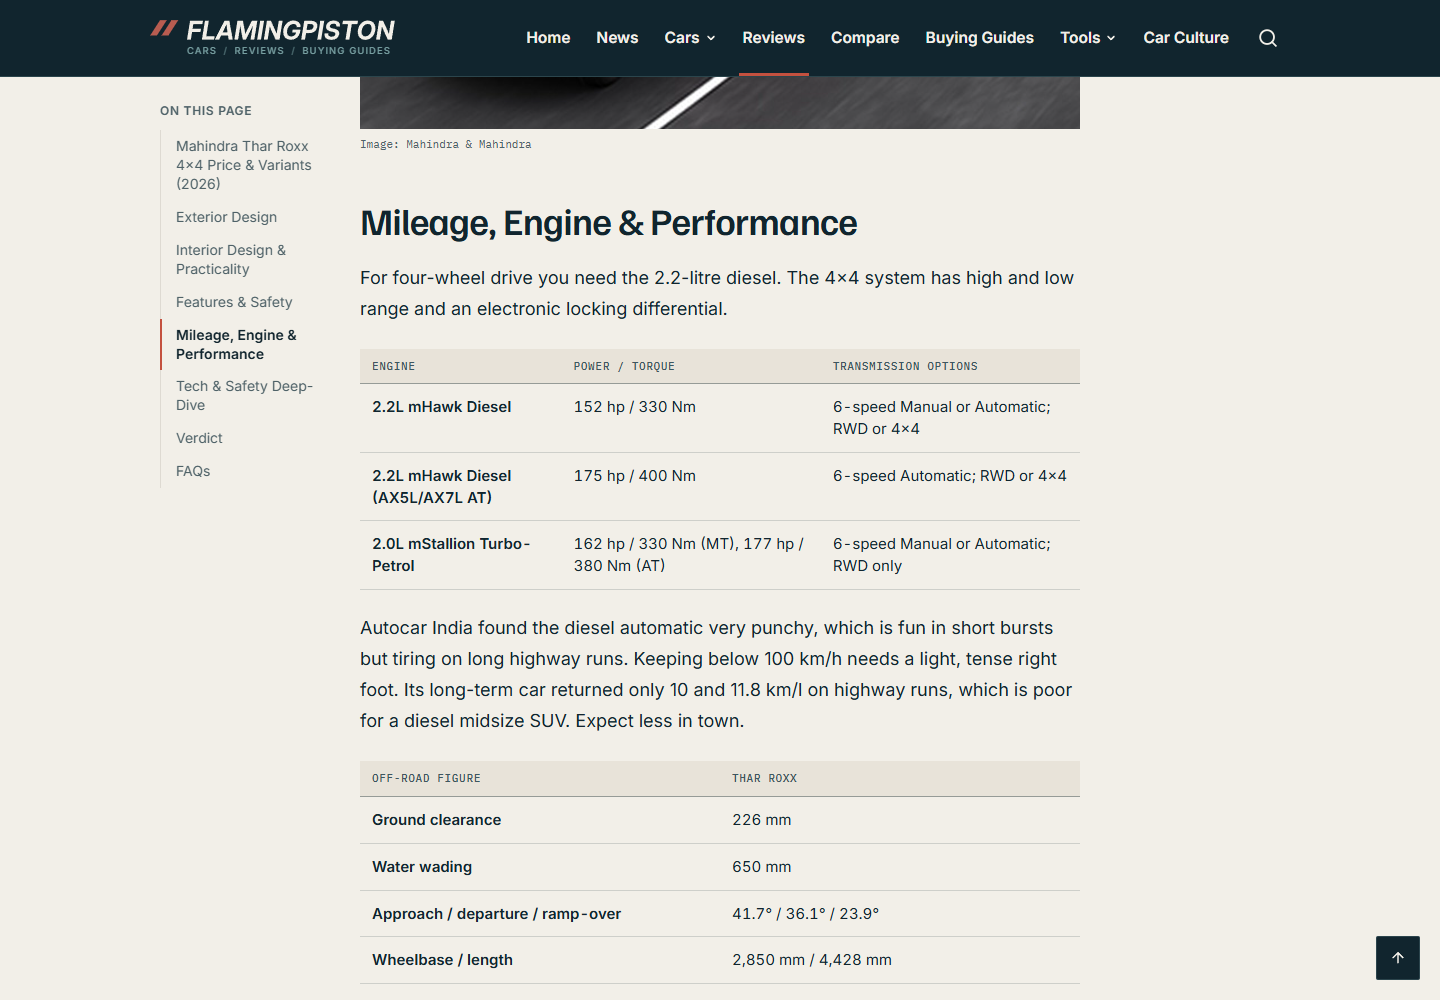 FLAMINGPISTON
CARS / REVIEWS / BUYING GUIDES
Home News Cars Reviews Compare Buying Guides Tools Car Culture
ON THIS PAGE
Mahindra Thar Roxx
4×4 Price & Variants
(2026)
Exterior Design
Interior Design &
Practicality
Features & Safety
Mileage, Engine &
Performance
Tech & Safety Deep-
Dive
Verdict
FAQs
Image: Mahindra & Mahindra
Mileage, Engine & Performance
For four-wheel drive you need the 2.2-litre diesel. The 4×4 system has high and low
range and an electronic locking differential.
ENGINE POWER / TORQUE TRANSMISSION OPTIONS
2.2L mHawk Diesel 152 hp / 330 Nm 6-speed Manual or Automatic;
RWD or 4×4
2.2L mHawk Diesel 175 hp / 400 Nm 6-speed Automatic; RWD or 4×4
(AX5L/AX7L AT)
2.0L mStallion Turbo- 162 hp / 330 Nm (MT), 177 hp / 6-speed Manual or Automatic;
Petrol 380 Nm (AT) RWD only
Autocar India found the diesel automatic very punchy, which is fun in short bursts
but tiring on long highway runs. Keeping below 100 km/h needs a light, tense right
foot. Its long-term car returned only 10 and 11.8 km/l on highway runs, which is poor
for a diesel midsize SUV. Expect less in town.
OFF-ROAD FIGURE THAR ROXX
Ground clearance 226 mm
Water wading 650 mm
Approach / departure / ramp-over 41.7° / 36.1° / 23.9°
Wheelbase / length 2,850 mm / 4,428 mm